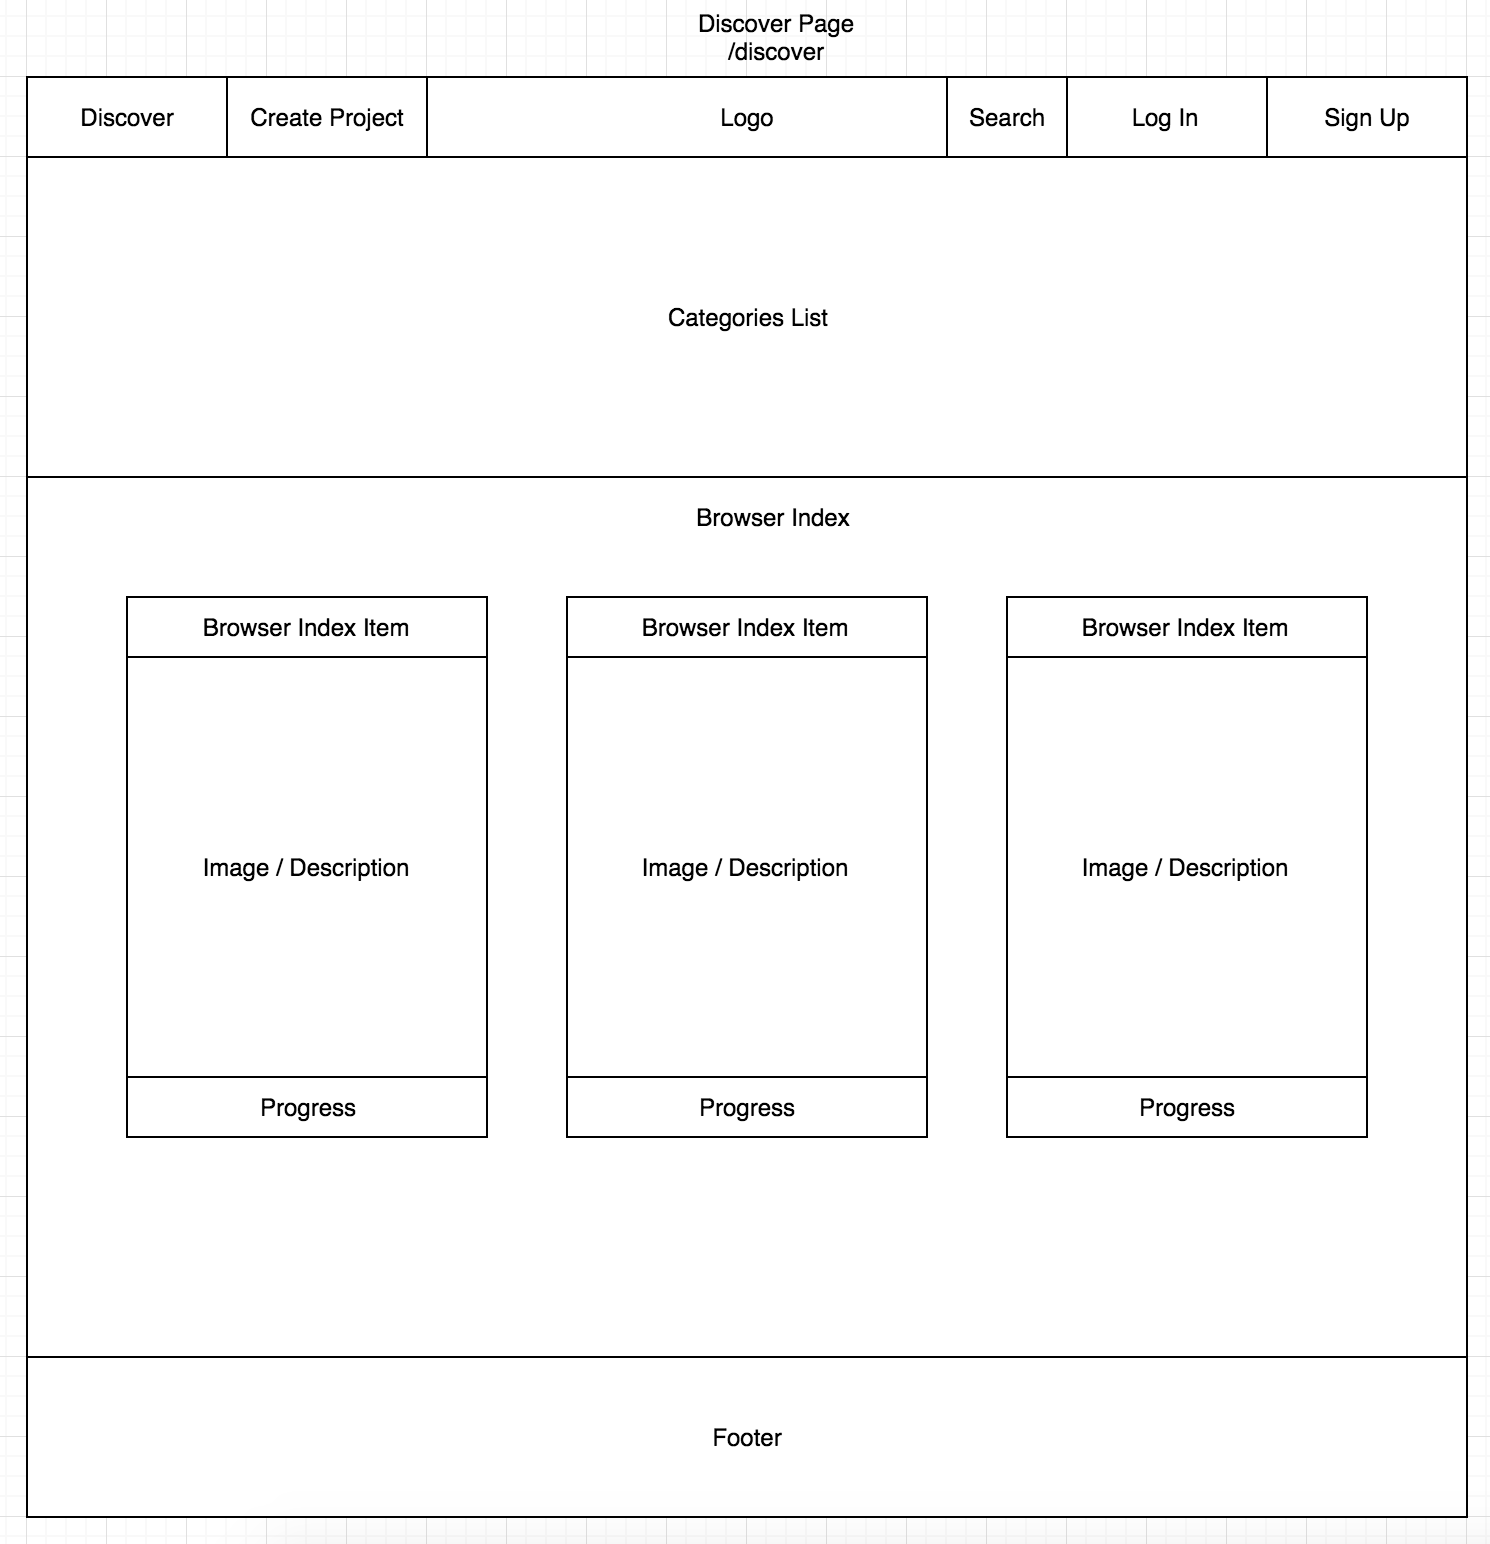 Discover Page
/discover
Discover
Create Project
Logo
Search
Log In
Sign Up
Categories List
Browser Index
Browser Index Item
Image / Description
Progress
Browser Index Item
Image / Description
Progress
Browser Index Item
Image / Description
Progress
Footer